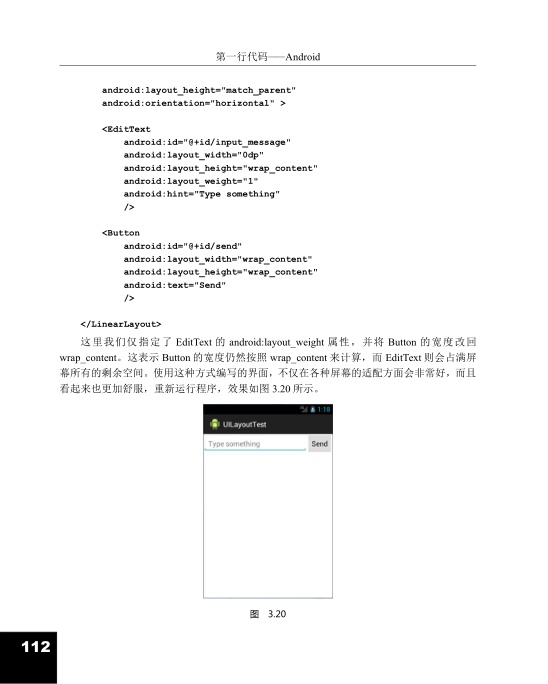 第一行代码——Android
android:layout_height="match_parent"
android:orientation="horizontal" >
<EditText
android:id="@+id/input_message"
android:layout_width="0dp"
android:layout_height="wrap_content"
android:layout_weight="1"
android:hint="Type something"
/>
<Button
android:id="@+id/send"
android:layout_width="wrap_content"
android:layout_height="wrap_content"
android:text="Send"
/>
</LinearLayout>
这里我们仅指定了 EditText 的 android:layout_weight 属性，并将 Button 的宽度改回
wrap_content。这表示 Button 的宽度仍然按照 wrap_content 来计算，而 EditText 则会占满屏
幕所有的剩余空间。使用这种方式编写的界面，不仅在各种屏幕的适配方面会非常好，而且
看起来也更加舒服，重新运行程序，效果如图 3.20 所示。
1:18
UILayoutTest
Type something
Send
图 3.20
112